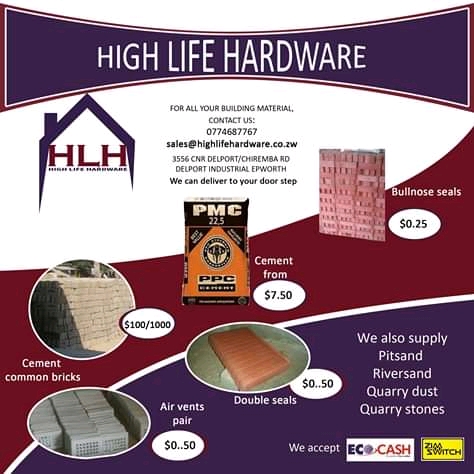 HIGH LIFE HARDWARE
HLH
HIGH LIFE HARDWARE
FOR ALL YOUR BUILDING MATERIAL,
CONTACT US:
0774687767
sales@highlifehardware.co.zw
3556 CNR DELPORT/CHIREMBA RD
DELPORT INDUSTRIAL EPWORTH
We can deliver to your door step
Bullnose seals
$0.25
PMC
22,5
PPC
CEMENT
Cement
from
$7.50
$100/1000
Cement
common bricks
Double seals
$0..50
Air vents
pair
$0..50
We also supply
Pitsand
Riversand
Quarry dust
Quarry stones
We accept
ECOCASH
ZIM
SWITCH